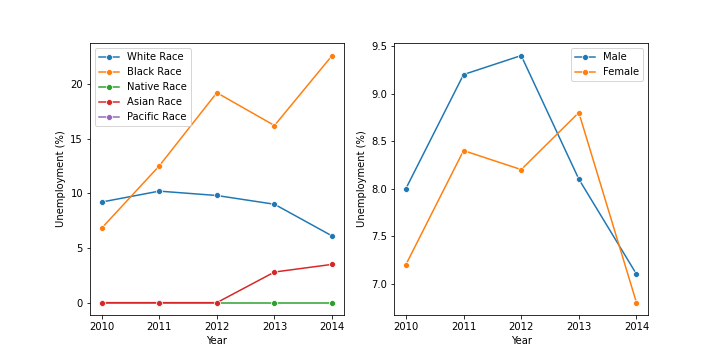 White Race
Black Race
Native Race
Asian Race
Pacific Race
Unemployment (%)
20
15
10
5
0
2010 2011 2012 2013 2014
Year
Male
Female
Unemployment (%)
9.5
9.0
8.5
8.0
7.5
7.0
2010 2011 2012 2013 2014
Year